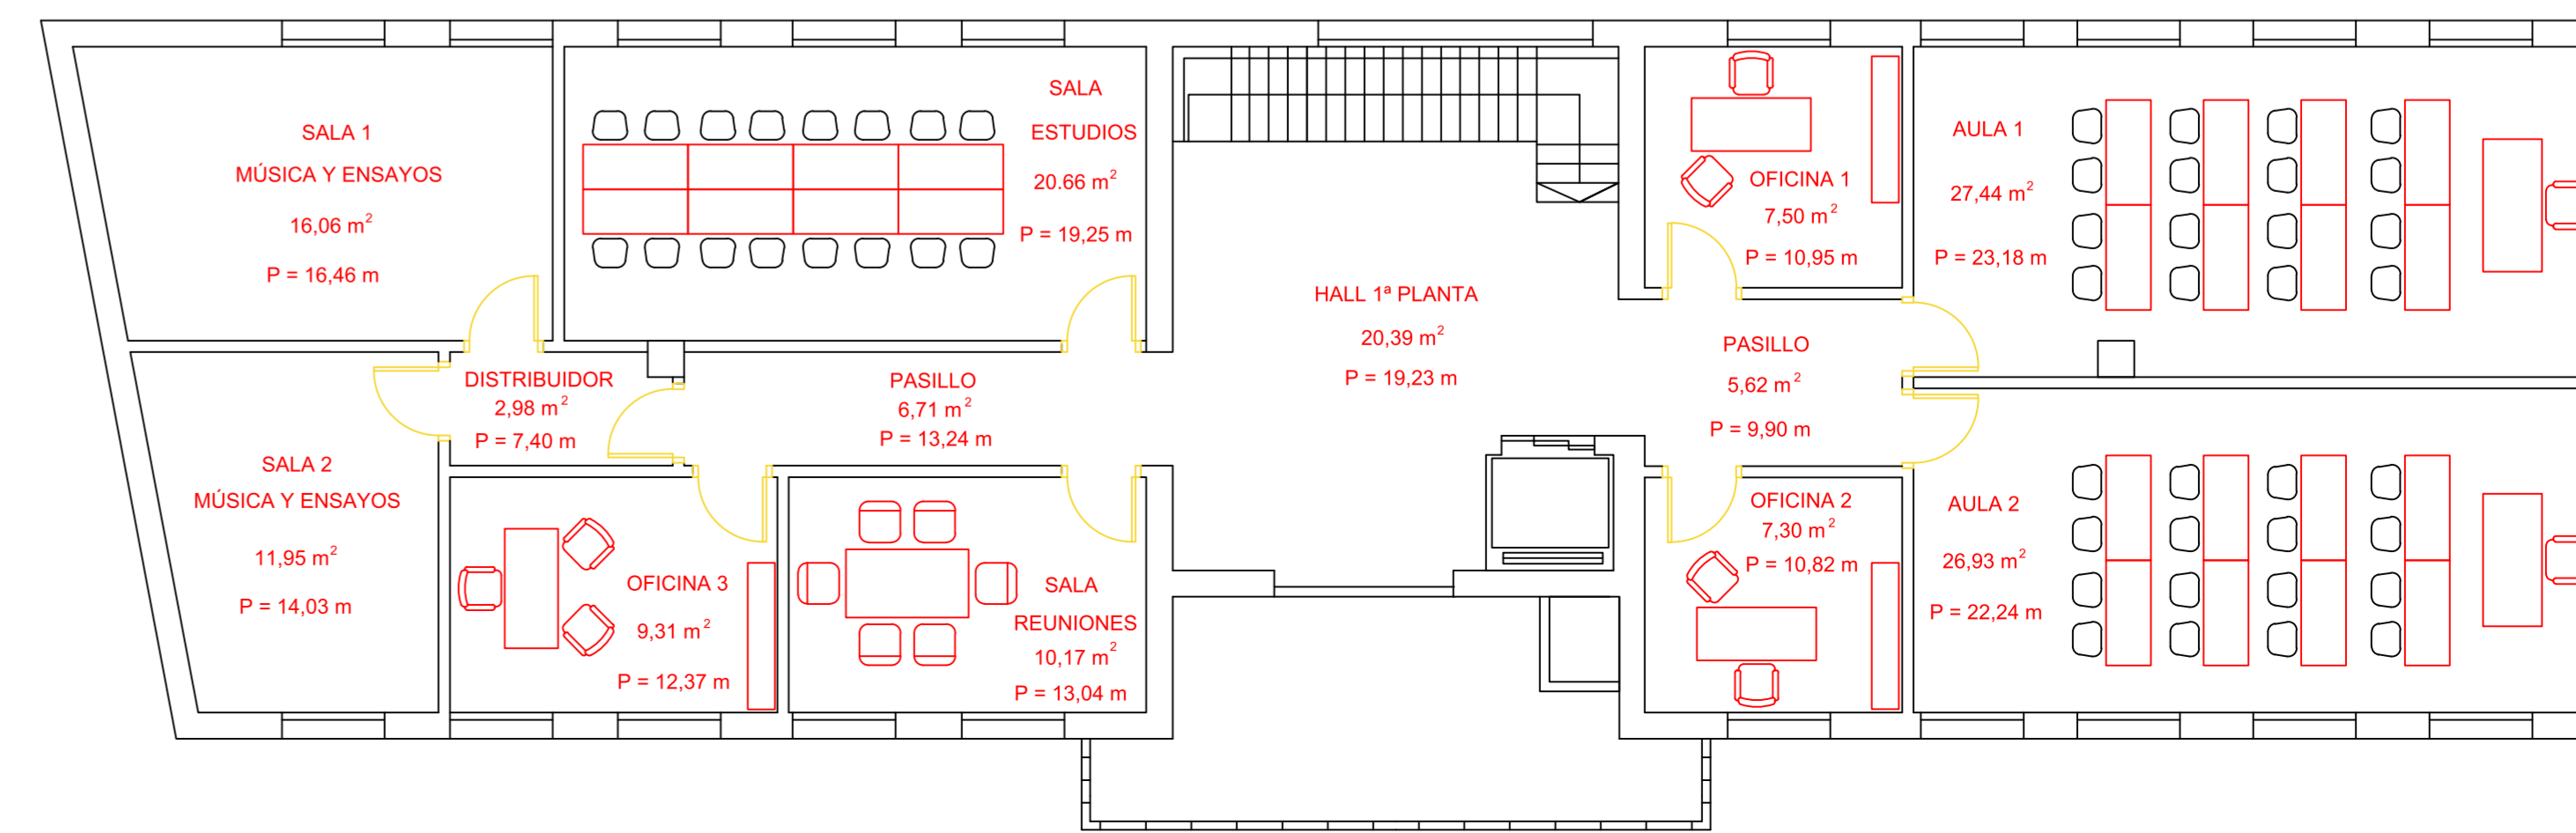 SALA 1
MÚSICA Y ENSAYOS
16,06 m²
P = 16,46 m
SALA
ESTUDIOS
20.66 m²
P = 19,25 m
OFICINA 1
7,50 m²
P = 10,95 m
AULA 1
27,44 m²
P = 23,18 m
HALL 1ª PLANTA
20,39 m²
P = 19,23 m
PASILLO
5,62 m²
P = 9,90 m
DISTRIBUIDOR
2,98 m²
P = 7,40 m
PASILLO
6,71 m²
P = 13,24 m
SALA 2
MÚSICA Y ENSAYOS
11,95 m²
P = 14,03 m
OFICINA 3
9,31 m²
P = 12,37 m
SALA
REUNIONES
10,17 m²
P = 13,04 m
OFICINA 2
7,30 m²
P = 10,82 m
AULA 2
26,93 m²
P = 22,24 m